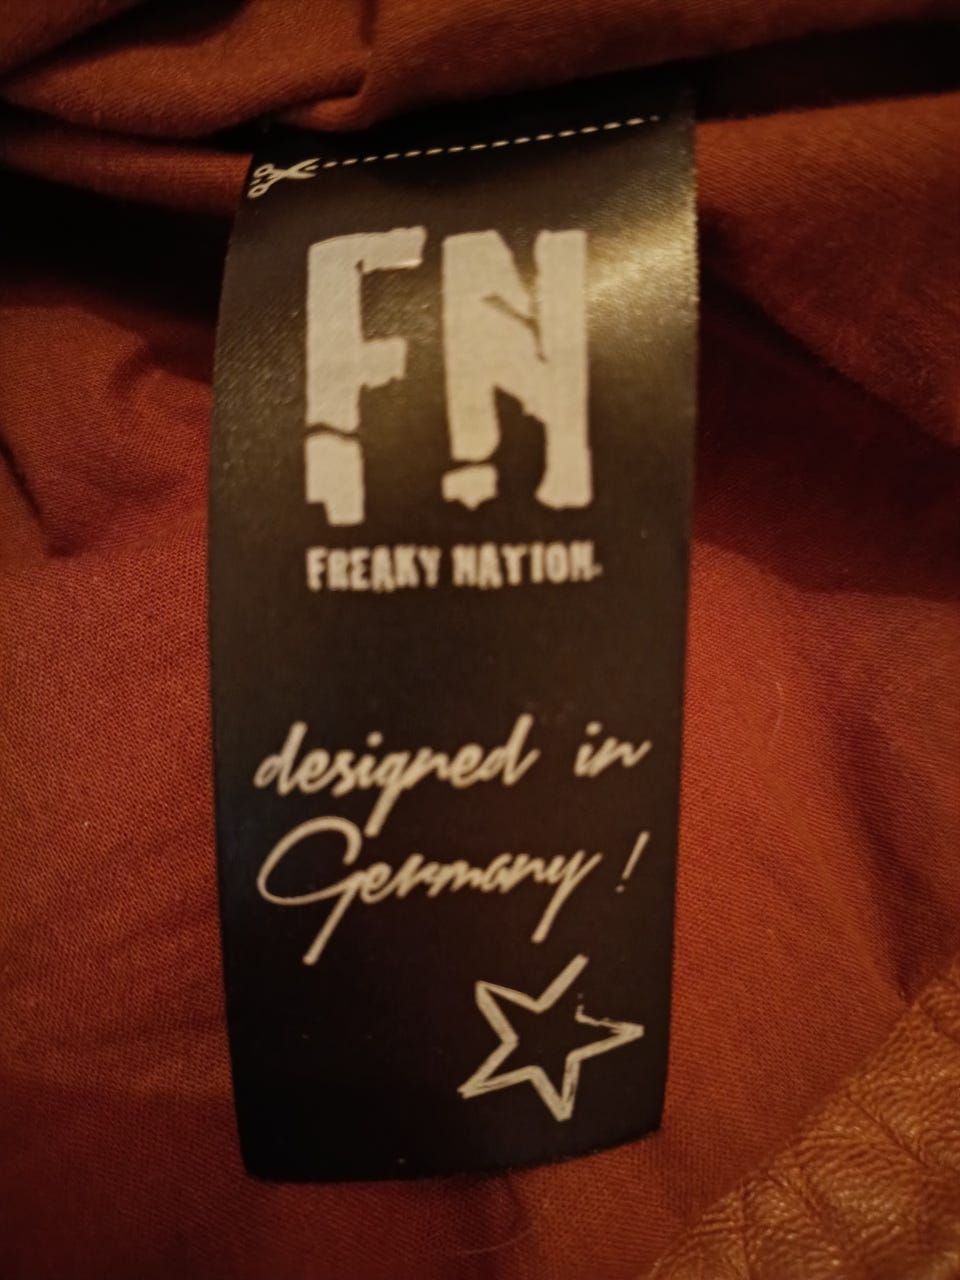 FN
FREAKY NATION.
designed in
Germany!